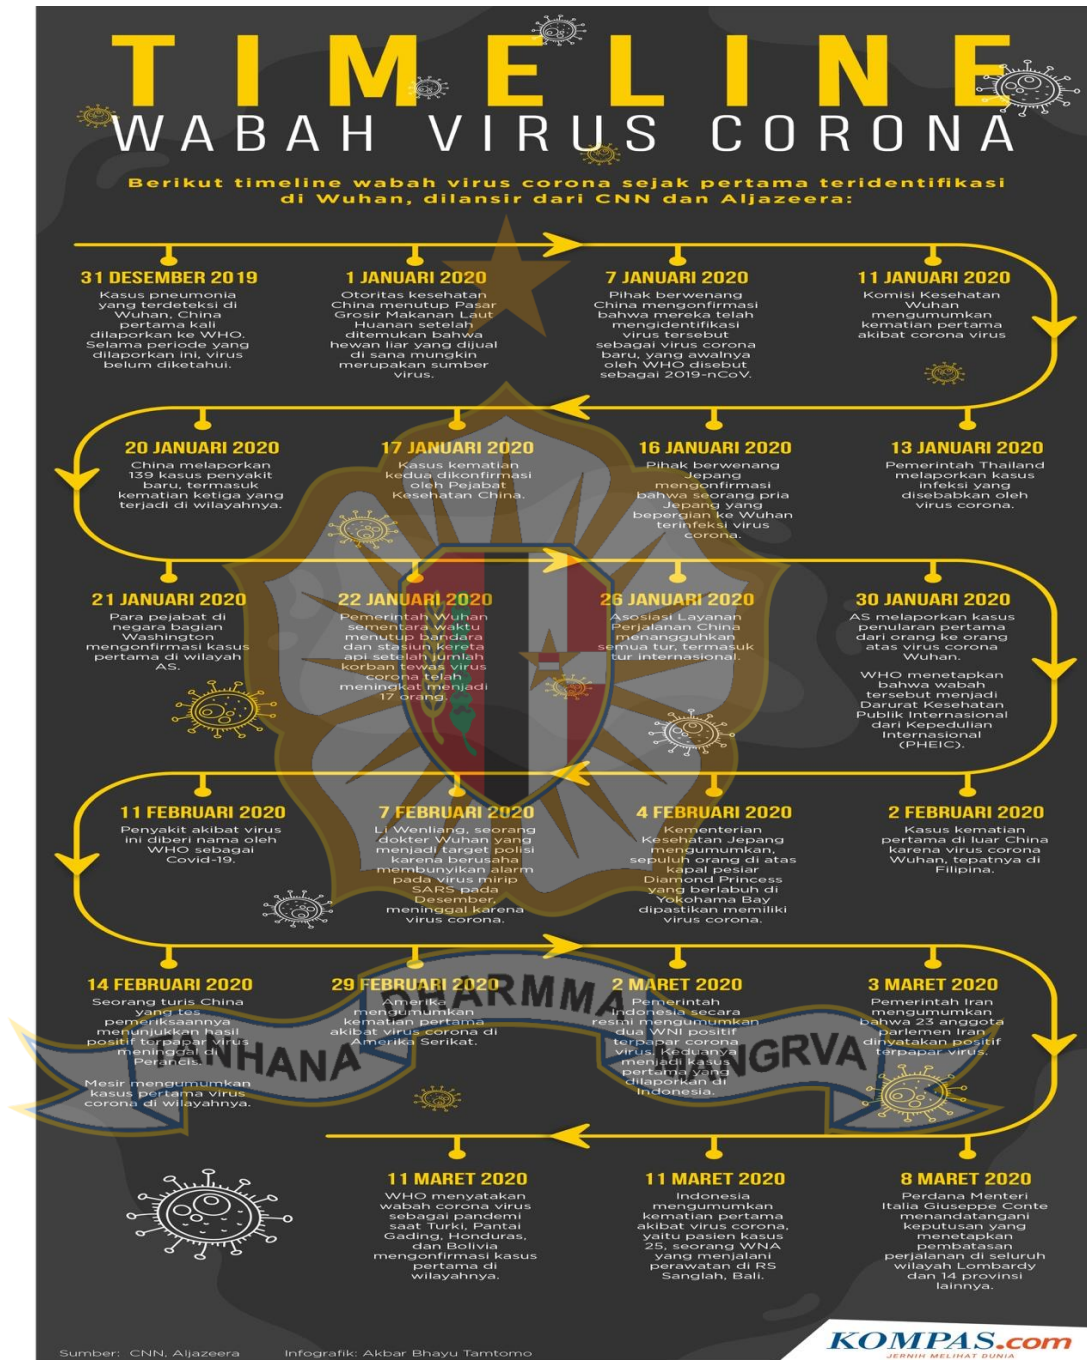 TIMELINE
WABAH VIRUS CORONA
Berikut timeline wabah virus corona sejak pertama teridentifikasi
di Wuhan, dilansir dari CNN dan Aljazeera:
31 DESEMBER 2019
Kasus pneumonia
yang terdeteksi di
Wuhan, China
pertama kali
dilaporkan ke WHO.
Selama periode yang
dilaporkan ini, virus
belum diketahui.
1 JANUARI 2020
Otoritas kesehatan
China menutup Pasar
Grosir Makanan Laut
Huanan setelah
ditemukan bahwa
hewan liar yang dijual
di sana mungkin
merupakan sumber
virus.
7 JANUARI 2020
Pihak berwenang
China mengonfirmasi
bahwa mereka telah
mengidentifikasi
virus tersebut
sebagai virus corona
baru, yang awalnya
oleh WHO disebut
sebagai 2019-nCoV.
11 JANUARI 2020
Komisi Kesehatan
Wuhan
mengumumkan
kematian pertama
akibat corona virus
13 JANUARI 2020
Pemerintah Thailand
melaporkan kasus
infeksi yang
disebabkan oleh
virus corona.
16 JANUARI 2020
Pihak berwenang
Jepang
mengonfirmasi
bahwa seorang pria
Jepang yang
bepergian ke Wuhan
terinfeksi virus
corona.
17 JANUARI 2020
Kasus kematian
kedua dikonfirmasi
oleh Pejabat
Kesehatan China.
20 JANUARI 2020
China melaporkan
139 kasus penyakit
baru, termasuk
kematian ketiga yang
terjadi di wilayahnya.
21 JANUARI 2020
Para pejabat di
negara bagian
Washington
mengonfirmasi kasus
pertama di wilayah
AS.
22 JANUARI 2020
Pemerintah Wuhan
sementara waktu
menutup bandara
dan stasiun kereta
api setelah jumlah
korban tewas virus
corona telah
meningkat menjadi
17 orang.
26 JANUARI 2020
Asosiasi Layanan
Perjalanan China
menangguhkan
semua tur, termasuk
tur internasional.
30 JANUARI 2020
AS melaporkan kasus
penularan pertama
dari orang ke orang
atas virus corona
Wuhan.
WHO menetapkan
bahwa wabah
tersebut menjadi
Darurat Kesehatan
Publik Internasional
dari Kepedulian
Internasional
(PHEIC).
2 FEBRUARI 2020
Kasus kematian
pertama di luar China
karena virus corona
Wuhan, tepatnya di
Filipina.
4 FEBRUARI 2020
Kementerian
Kesehatan Jepang
mengumumkan,
sepuluh orang di atas
kapal pesiar
Diamond Princess
yang berlabuh di
Yokohama Bay
dipastikan memiliki
virus corona.
7 FEBRUARI 2020
Li Wenliang, seorang
dokter Wuhan yang
menjadi target polisi
karena berusaha
membunyikan alarm
pada virus mirip
SARS pada
Desember,
meninggal karena
virus corona.
11 FEBRUARI 2020
Penyakit akibat virus
ini diberi nama oleh
WHO sebagai
Covid-19.
14 FEBRUARI 2020
Seorang turis China
yang tes
pemeriksaannya
menunjukkan hasil
positif terpapar virus
meninggal di
Perancis.
Mesir mengumumkan
kasus pertama virus
corona di wilayahnya.
29 FEBRUARI 2020
Amerika
mengumumkan
kematian pertama
akibat virus corona di
Amerika Serikat.
2 MARET 2020
Pemerintah
Indonesia secara
resmi mengumumkan
dua WNI positif
terpapar corona
virus. Keduanya
menjadi kasus
pertama yang
dilaporkan di
Indonesia.
3 MARET 2020
Pemerintah Iran
mengumumkan
bahwa 23 anggota
parlemen Iran
dinyatakan positif
terpapar virus.
TANHANA DHARMMA MANGRVA
8 MARET 2020
Perdana Menteri
Italia Giuseppe Conte
menandatangani
keputusan yang
menetapkan
pembatasan
perjalanan di seluruh
wilayah Lombardy
dan 14 provinsi
lainnya.
11 MARET 2020
Indonesia
mengumumkan
kematian pertama
akibat virus corona,
yaitu pasien kasus
25, seorang WNA
yang menjalani
perawatan di RS
Sanglah, Bali.
11 MARET 2020
WHO menyatakan
wabah corona virus
sebagai pandemi
saat Turki, Pantai
Gading, Honduras,
dan Bolivia
mengonfirmasi kasus
pertama di
wilayahnya.
Sumber: CNN, Aljazeera
Infografik: Akbar Bhayu Tamtomo
KOMPAS.com
JERNIH MELIHAT DUNIA